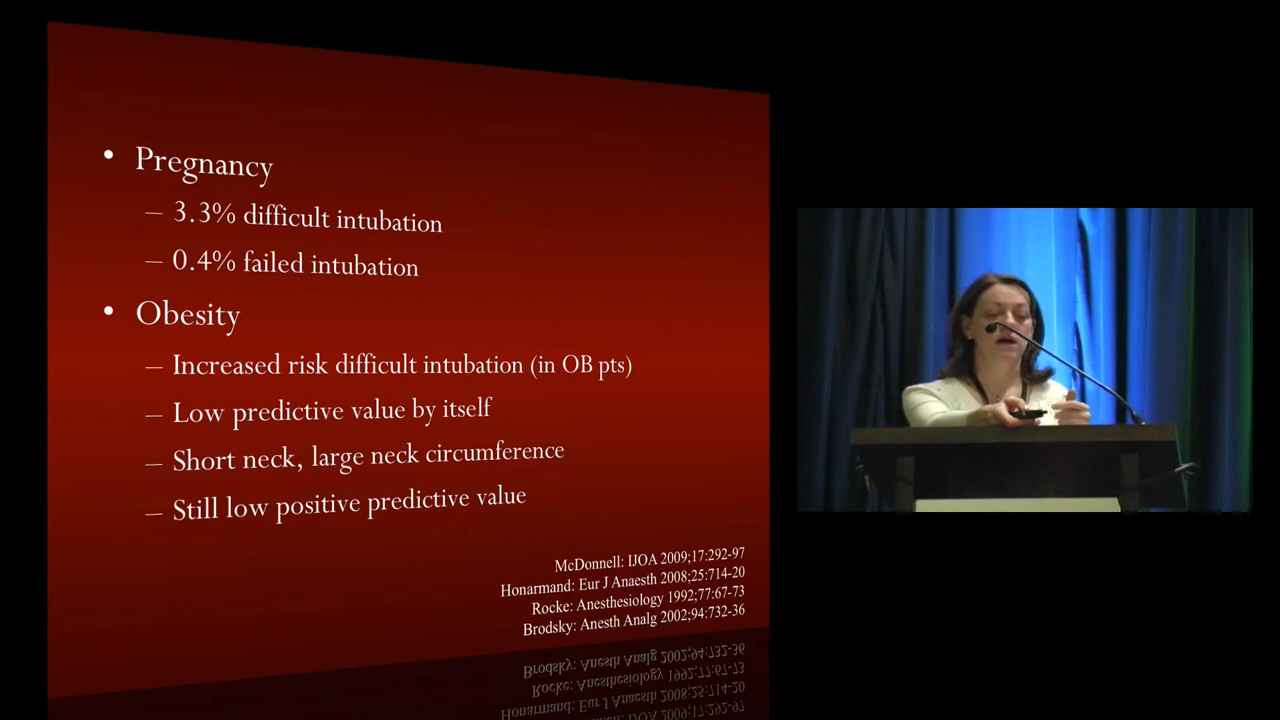 • Pregnancy
– 3.3% difficult intubation
– 0.4% failed intubation
• Obesity
– Increased risk difficult intubation (in OB pts)
– Low predictive value by itself
– Short neck, large neck circumference
– Still low positive predictive value
McDonnell: IJOA 2009;17:292-97
Honarmand: Eur J Anaesth 2008;25:714-20
Rocke: Anesthesiology 1992;77:67-73
Brodsky: Anesth Analg 2002;94:732-36